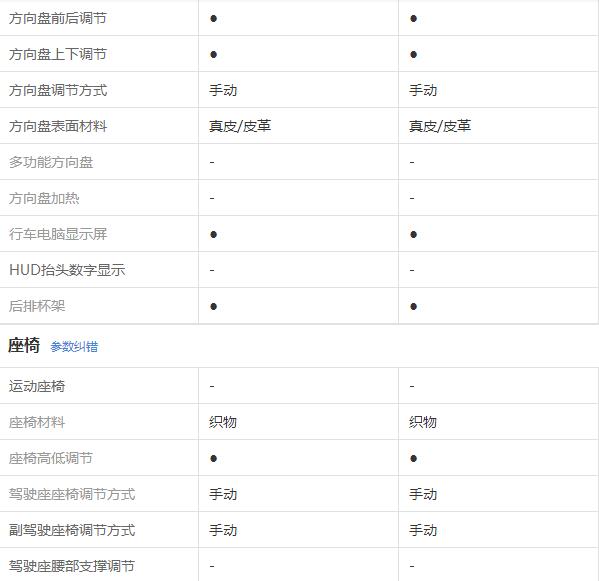 方向盘前后调节 ● ●
方向盘上下调节 ● ●
方向盘调节方式 手动 手动
方向盘表面材料 真皮/皮革 真皮/皮革
多功能方向盘 - -
方向盘加热 - -
行车电脑显示屏 ● ●
HUD抬头数字显示 - -
后排杯架 ● ●
座椅 参数纠错
运动座椅 - -
座椅材料 织物 织物
座椅高低调节 ● ●
驾驶座座椅调节方式 手动 手动
副驾驶座椅调节方式 手动 手动
驾驶座腰部支撑调节 - -